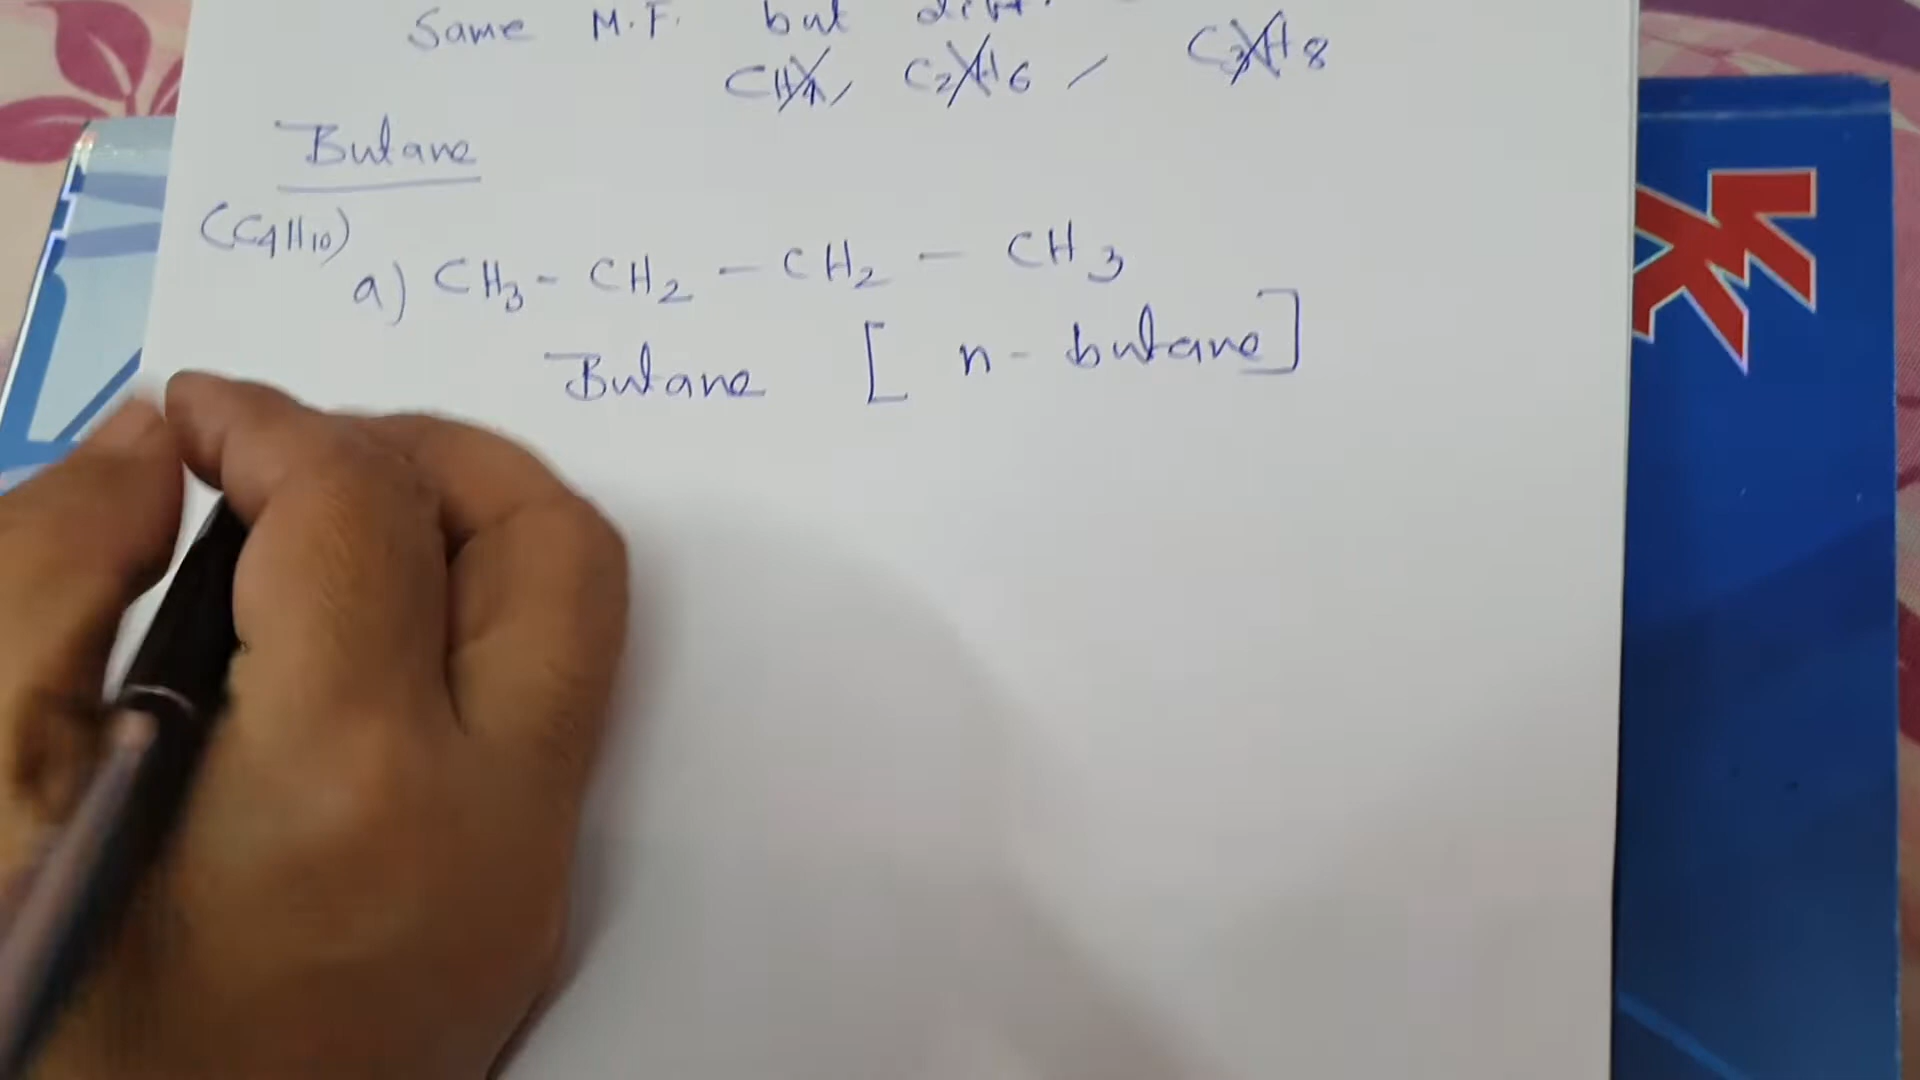 Same M.F. but
CH4, C2H6, C3H8
Butane
(C4H10)
a) CH3 - CH2 - CH2 - CH3
Butane [n-butane]